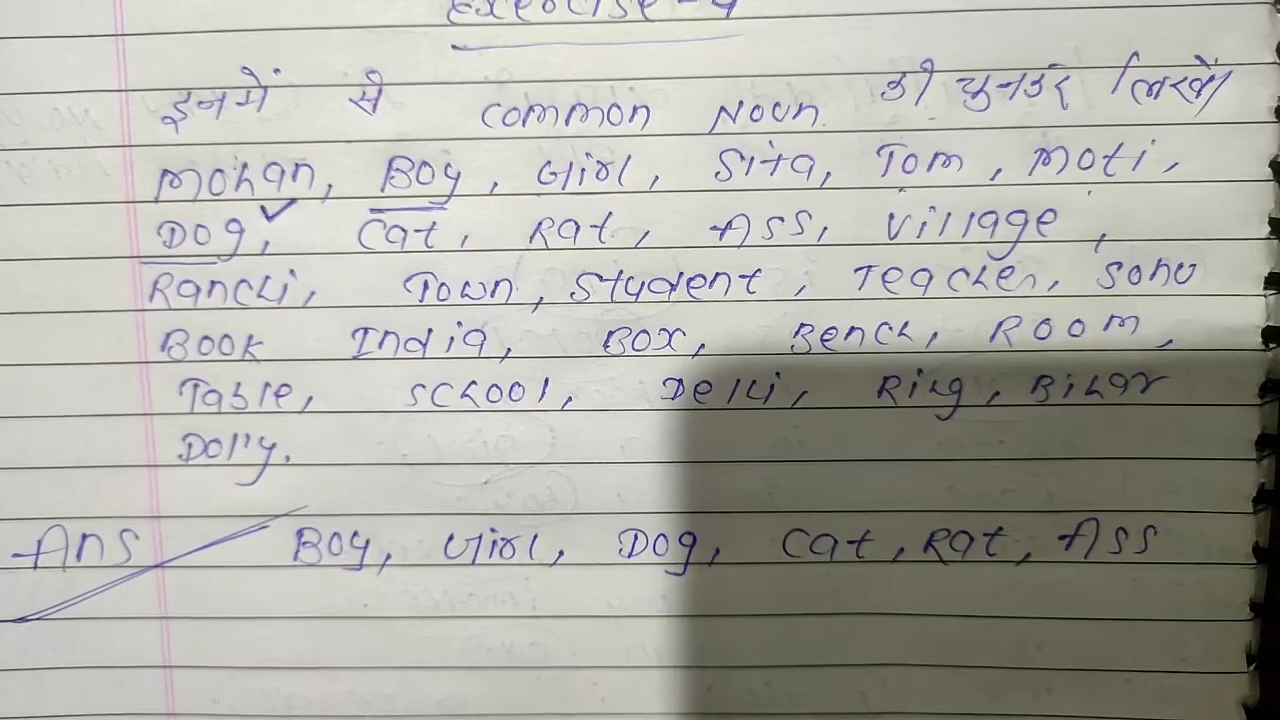 Exercise - 4
इनमें से common Noun. को चुनकर लिखें
Mohan, Boy, Girl, Sita, Tom, Moti,
Dog, Cat, Rat, Ass, Village,
Ranchi, Town, Student, Teacher, Sonu
Book India, Box, Bench, Room,
Table, School, Delhi, Ring, Bihar
Dolly.
Ans Boy, Girl, Dog, Cat, Rat, Ass